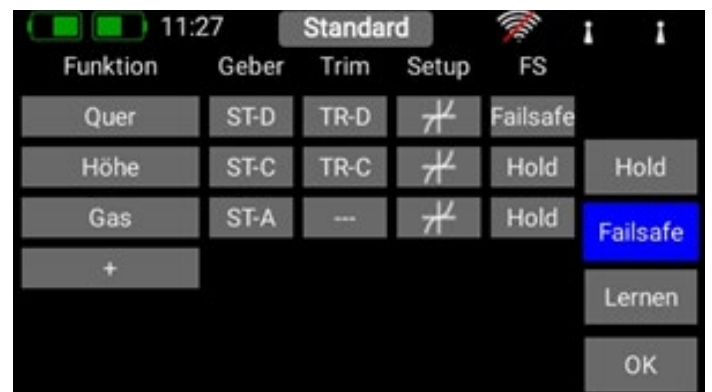 11:27 Standard
Funktion Geber Trim Setup FS
Quer ST-D TR-D Failsafe
Höhe ST-C TR-C Hold Hold
Gas ST-A --- Hold Failsafe
+
Lernen
OK